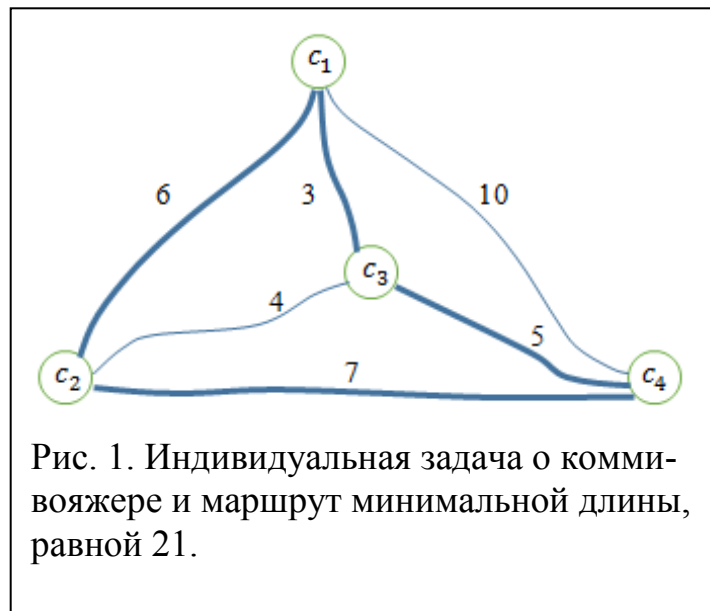 c₁
6
3
10
c₃
4
5
c₂
7
c₄
Рис. 1. Индивидуальная задача о комми-
вояжере и маршрут минимальной длины,
равной 21.